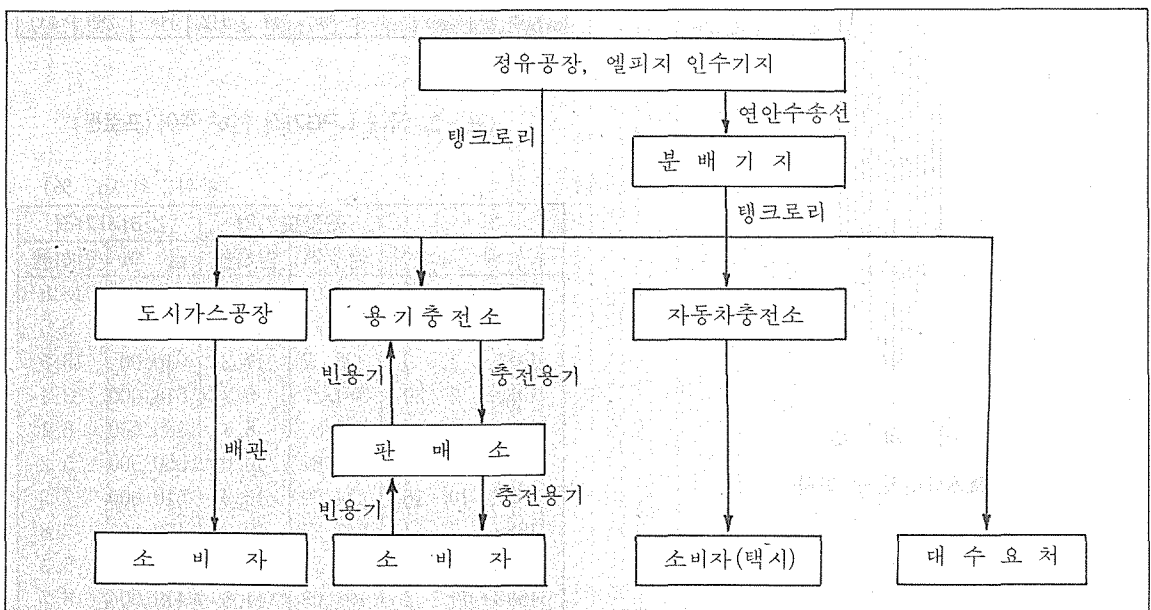 정유공장, 엘피지 인수기지
연안수송선
탱크로리
분 배 기 지
탱크로리
도시가스공장
용 기 충 전 소
자동차충전소
빈용기
충전용기
배관
판 매 소
빈용기
충전용기
소 비 자
소 비 자
소비자(택시)
대 수 요 처